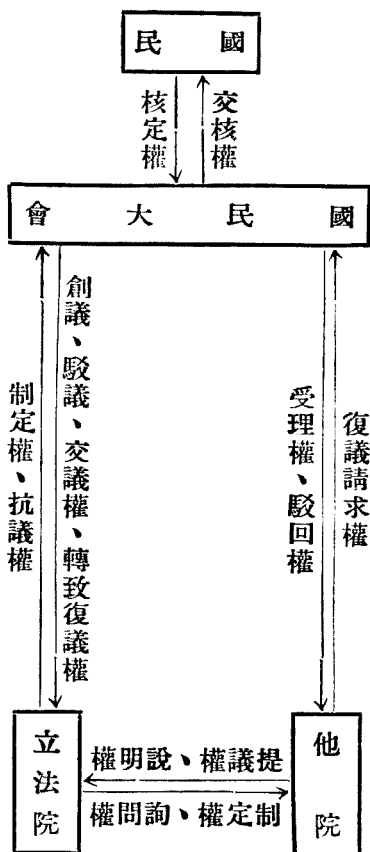 國民
交核權
核定權
國民大會
復議請求權
受理權、駁回權
創議、駁議、交議權、轉致復議權
制定權、抗議權
他院
提議權、說明權
制定權、詢問權
立法院